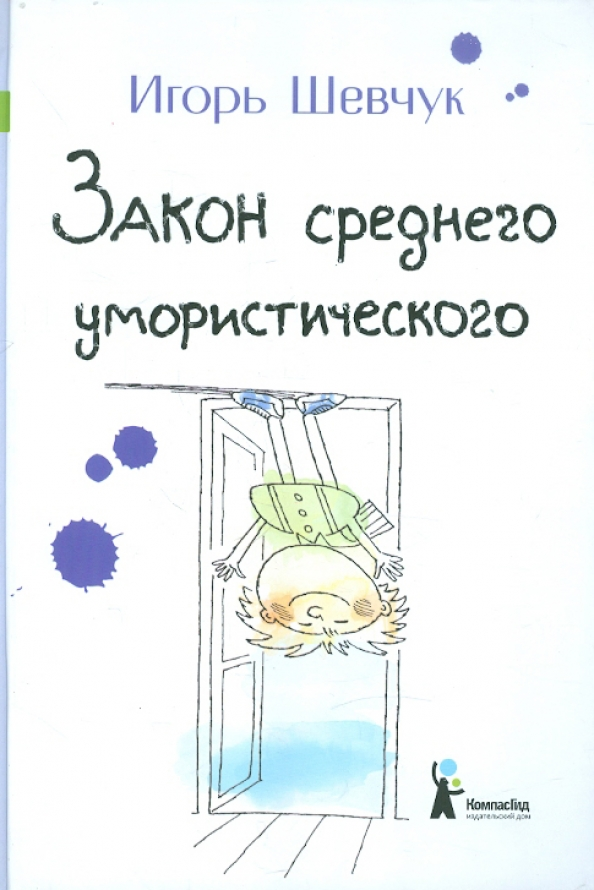 Игорь Шевчук
Закон среднего
умористического
КомпасГид
издательский дом